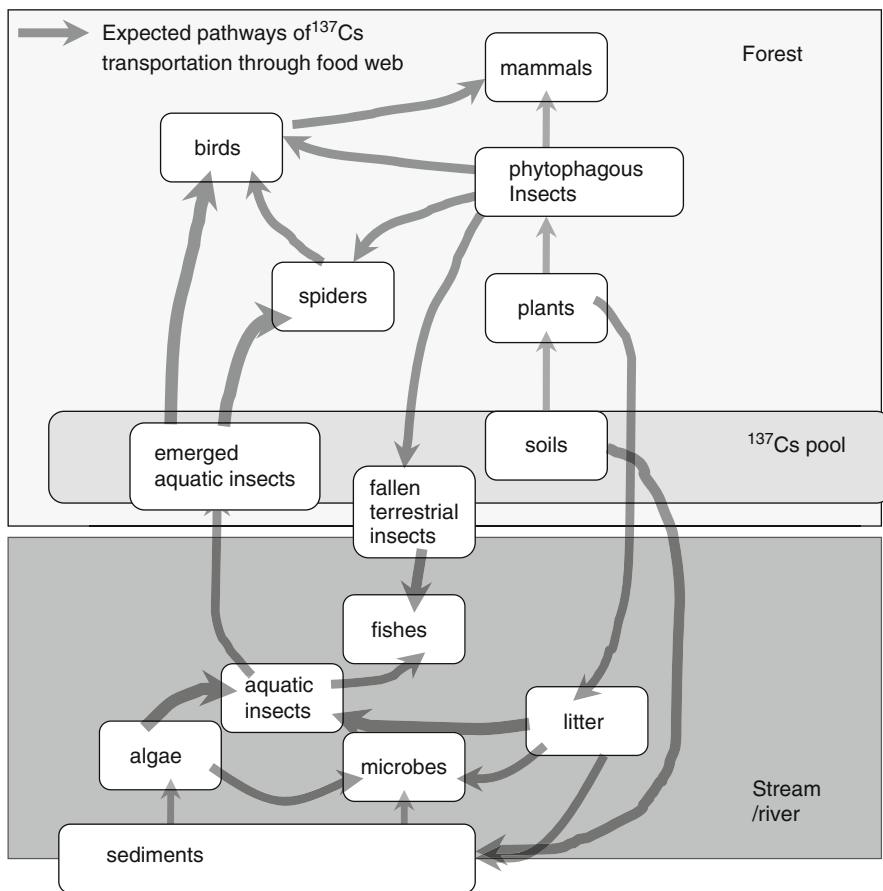 Expected pathways of ¹³⁷Cs
transportation through food web
Forest
mammals
birds
phytophagous
Insects
spiders
plants
soils
¹³⁷Cs pool
emerged
aquatic insects
fallen
terrestrial
insects
fishes
aquatic
insects
litter
algae
microbes
Stream
/river
sediments